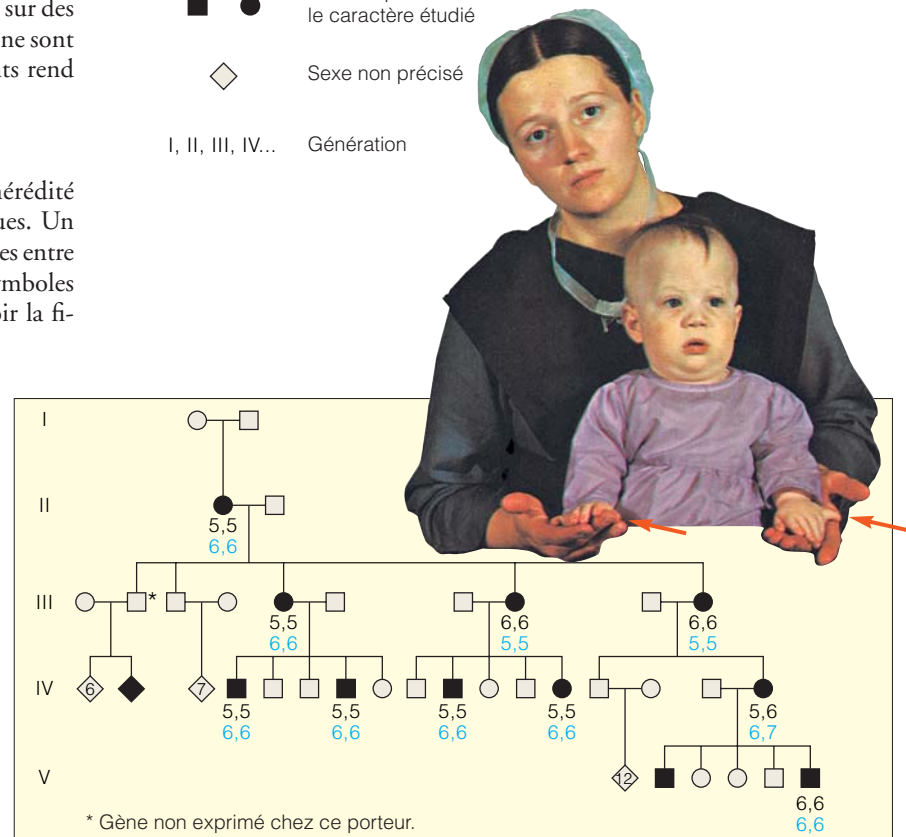 sur des
ne sont
ts rend
érédité
ues. Un
es entre
ymboles
ir la fi-
le caractère étudié
Sexe non précisé
I, II, III, IV... Génération
I
II
5,5
6,6
III
*
5,5 6,6 6,6
6,6 5,5 5,5
IV
6 7
5,5 5,5 5,5 5,5 5,6
6,6 6,6 6,6 6,6 6,7
V
12
6,6
6,6
* Gène non exprimé chez ce porteur.